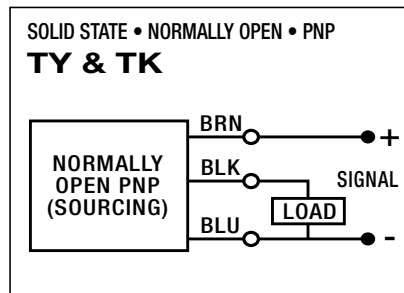 SOLID STATE • NORMALLY OPEN • PNP
TY & TK
BRN
+
NORMALLY
OPEN PNP
(SOURCING)
BLK
SIGNAL
LOAD
BLU
-